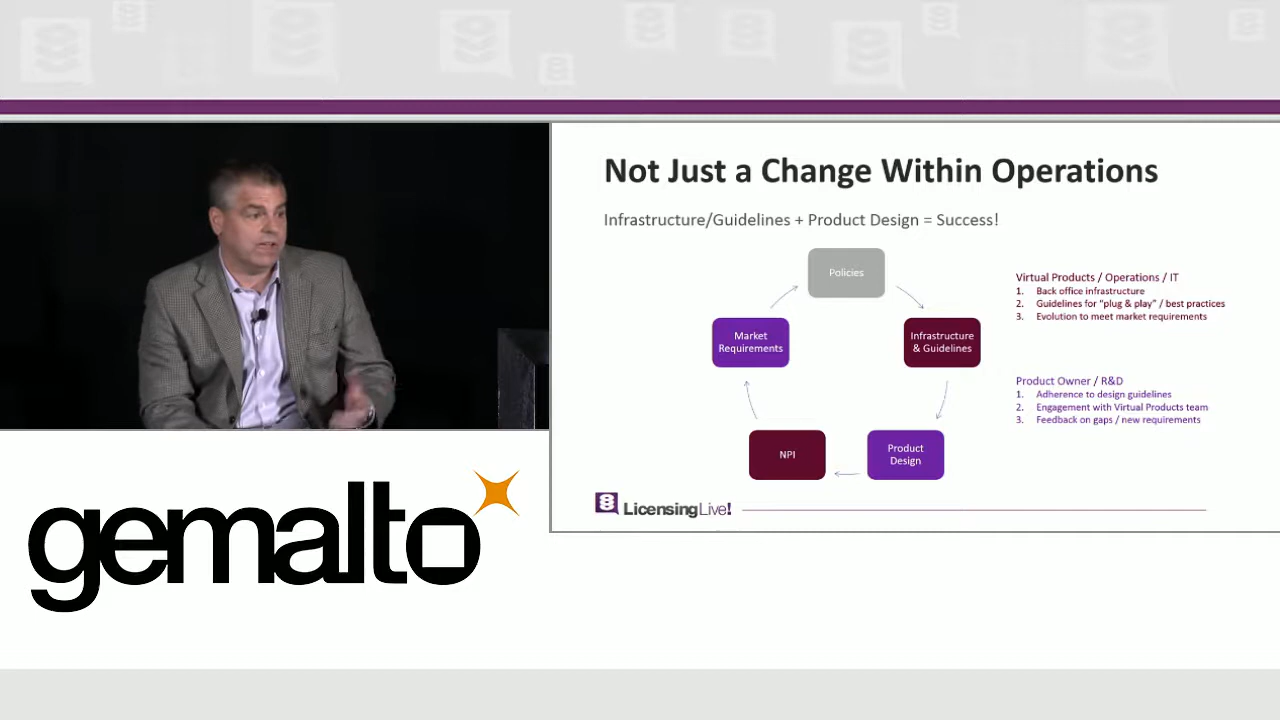 Not Just a Change Within Operations
Infrastructure/Guidelines + Product Design = Success!
Policies
Market
Requirements
Infrastructure
& Guidelines
NPI
Product
Design
Virtual Products / Operations / IT
1. Back office infrastructure
2. Guidelines for “plug & play” / best practices
3. Evolution to meet market requirements
Product Owner / R&D
1. Adherence to design guidelines
2. Engagement with Virtual Products team
3. Feedback on gaps / new requirements
LicensingLive!
gemalto